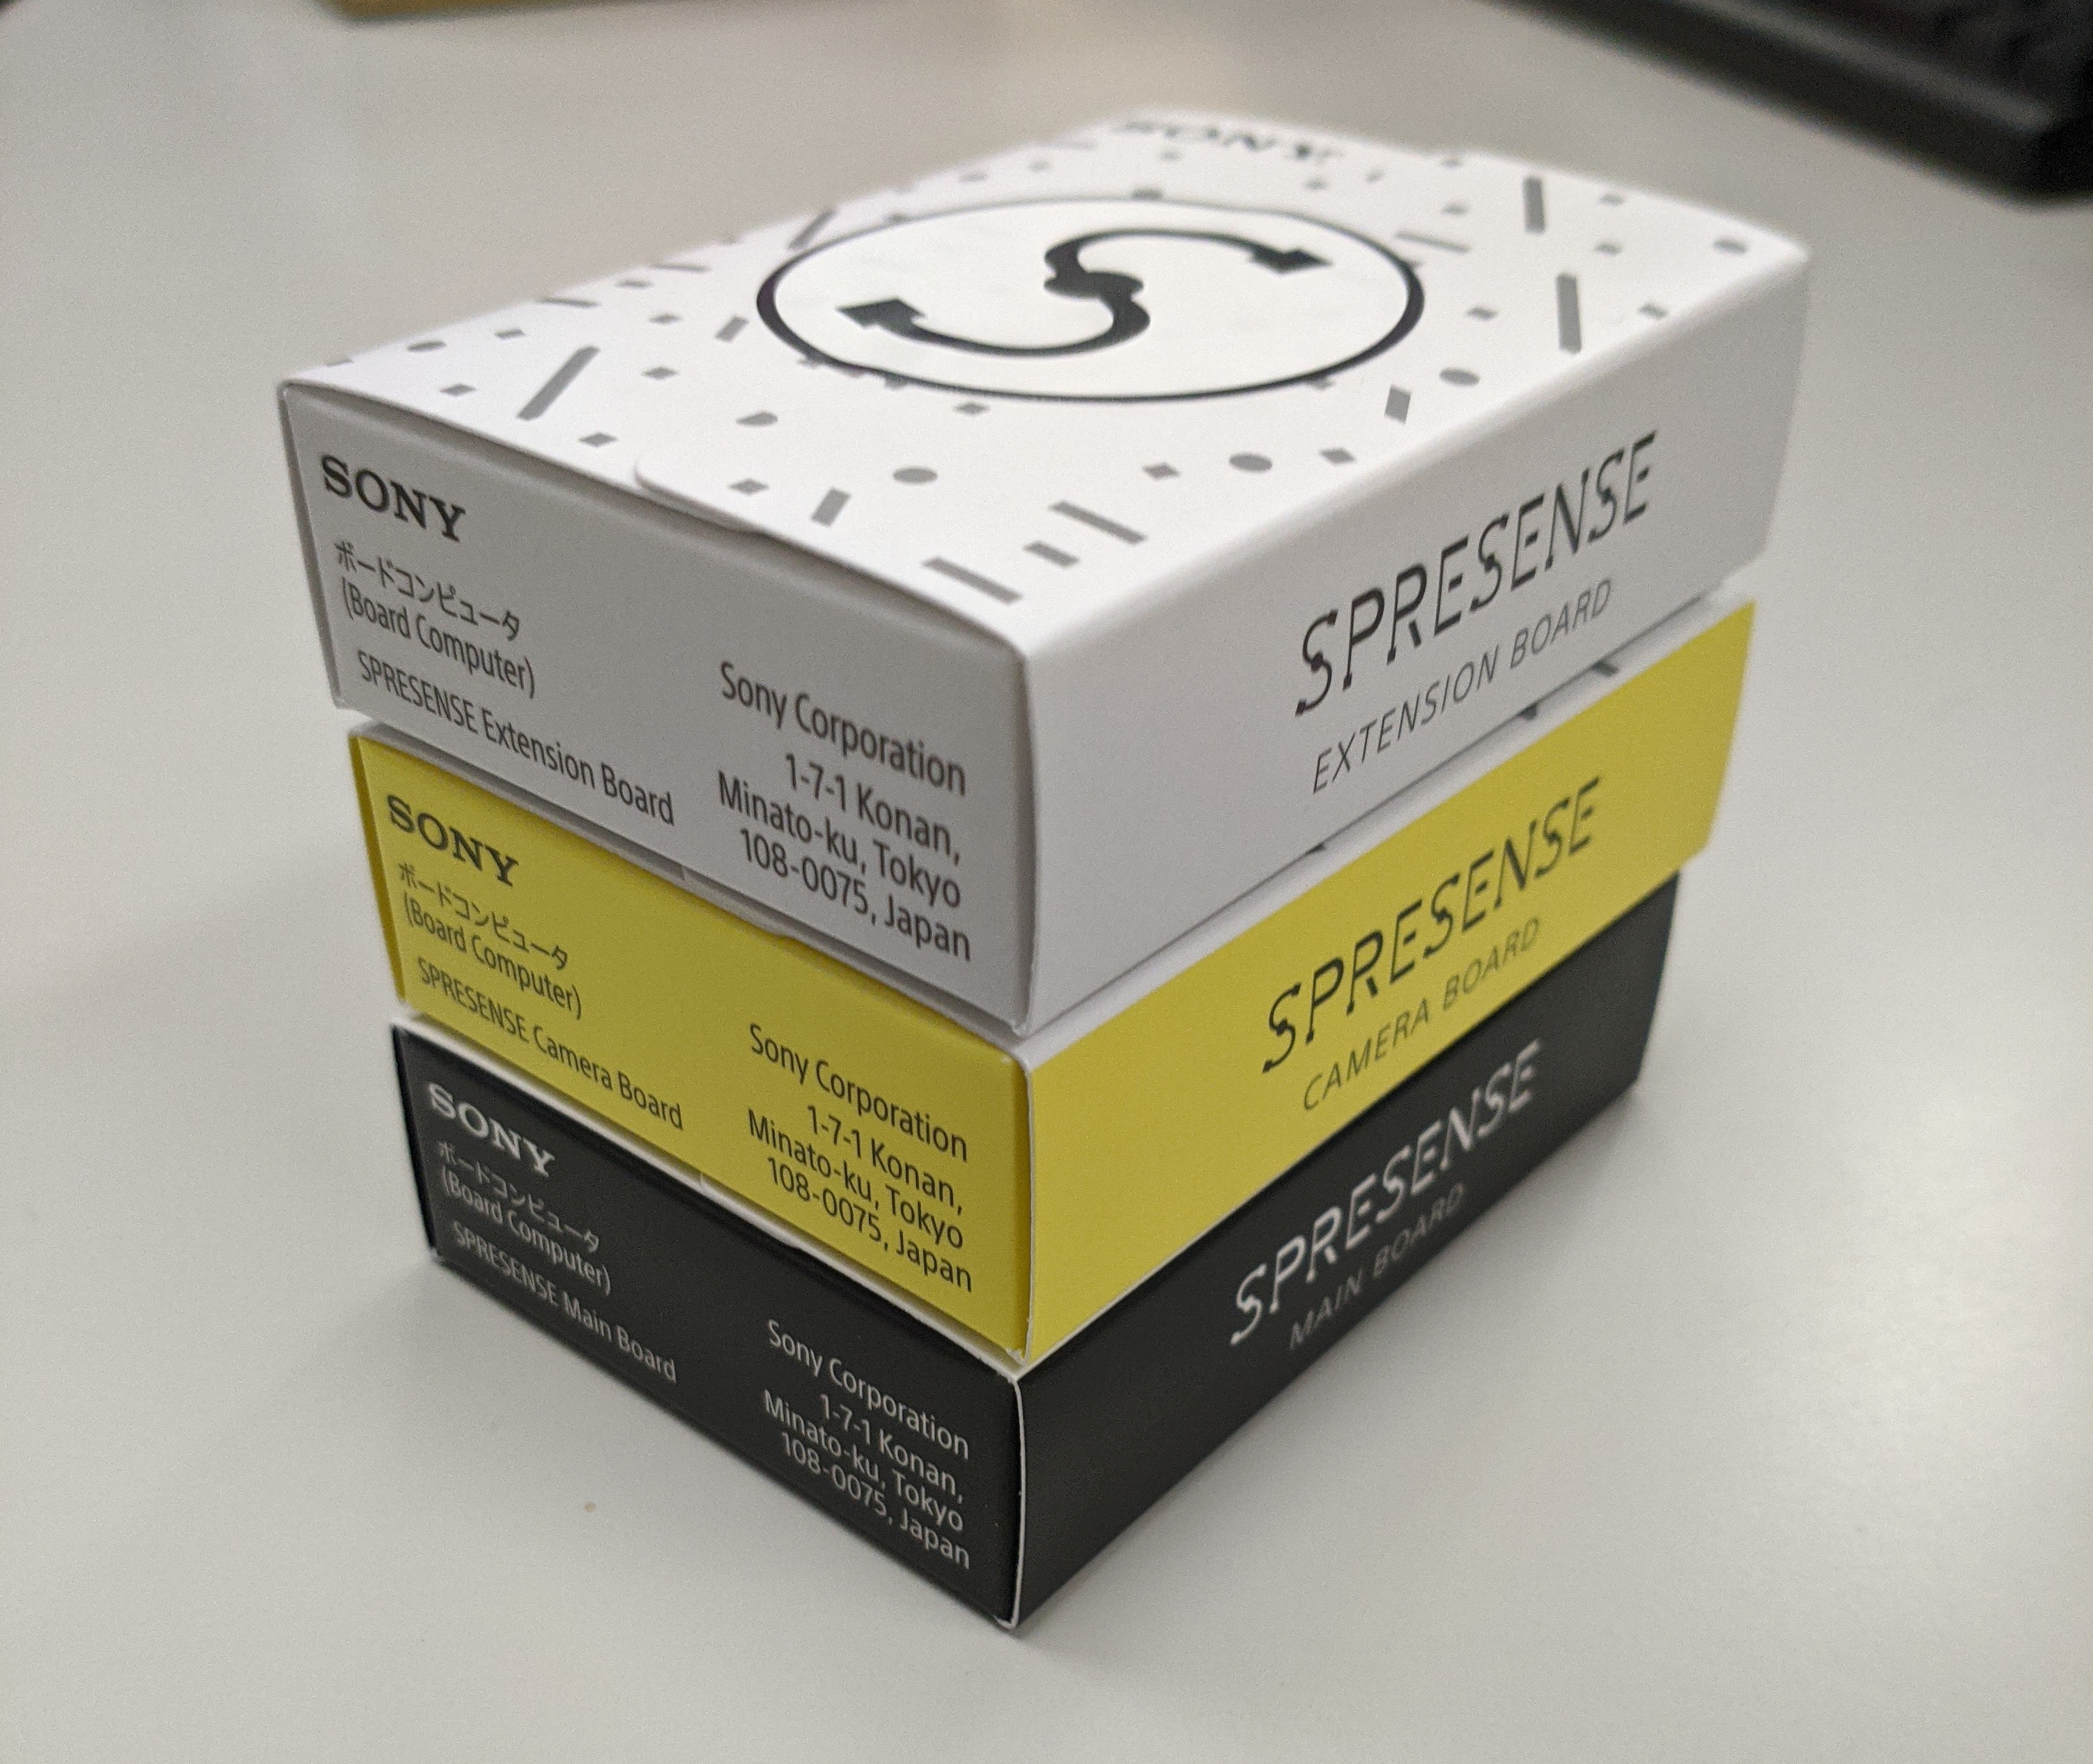 SONY
SONY
ボードコンピュータ
(Board Computer)
SPRESENSE Extension Board
Sony Corporation
1-7-1 Konan,
Minato-ku, Tokyo
108-0075, Japan
SPRESENSE
EXTENSION BOARD
SONY
ボードコンピュータ
(Board Computer)
SPRESENSE Camera Board
Sony Corporation
1-7-1 Konan,
Minato-ku, Tokyo
108-0075, Japan
SPRESENSE
CAMERA BOARD
SONY
ボードコンピュータ
(Board Computer)
SPRESENSE Main Board
Sony Corporation
1-7-1 Konan,
Minato-ku, Tokyo
108-0075, Japan
SPRESENSE
MAIN BOARD